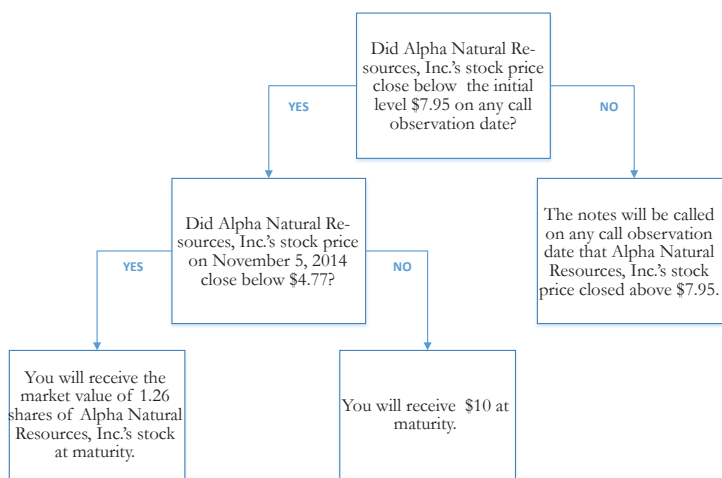 Did Alpha Natural Re-
sources, Inc.'s stock price
close below the initial
level $7.95 on any call
observation date?
YES
NO
Did Alpha Natural Re-
sources, Inc.'s stock price
on November 5, 2014
close below $4.77?
The notes will be called
on any call observation
date that Alpha Natural
Resources, Inc.'s stock
price closed above $7.95.
YES
NO
You will receive the
market value of 1.26
shares of Alpha Natural
Resources, Inc.'s stock
at maturity.
You will receive $10 at
maturity.